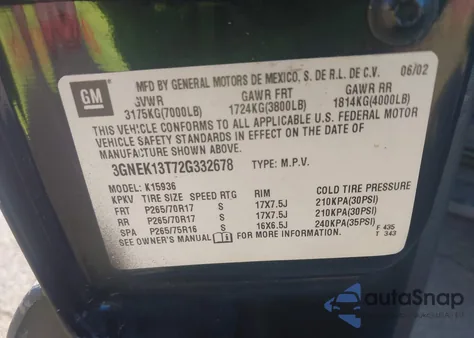 GM
MFD BY GENERAL MOTORS DE MEXICO, S. DE R.L. DE C.V. 06/02
GVWR GAWR FRT GAWR RR
3175KG(7000LB) 1724KG(3800LB) 1814KG(4000LB)
THIS VEHICLE CONFORMS TO ALL APPLICABLE U.S. FEDERAL MOTOR
VEHICLE SAFETY STANDARDS IN EFFECT ON THE DATE OF
MANUFACTURE SHOWN ABOVE.
3GNEK13T72G332678 TYPE: M.P.V.
MODEL: K15936
KPKV TIRE SIZE SPEED RTG RIM COLD TIRE PRESSURE
FRT P265/70R17 S 17X7.5J 210KPA(30PSI)
RR P265/70R17 S 17X7.5J 210KPA(30PSI)
SPA P265/75R16 S 16X6.5J 240KPA(35PSI)
SEE OWNER'S MANUAL FOR MORE INFORMATION.
F 435
T 343
autoSnap